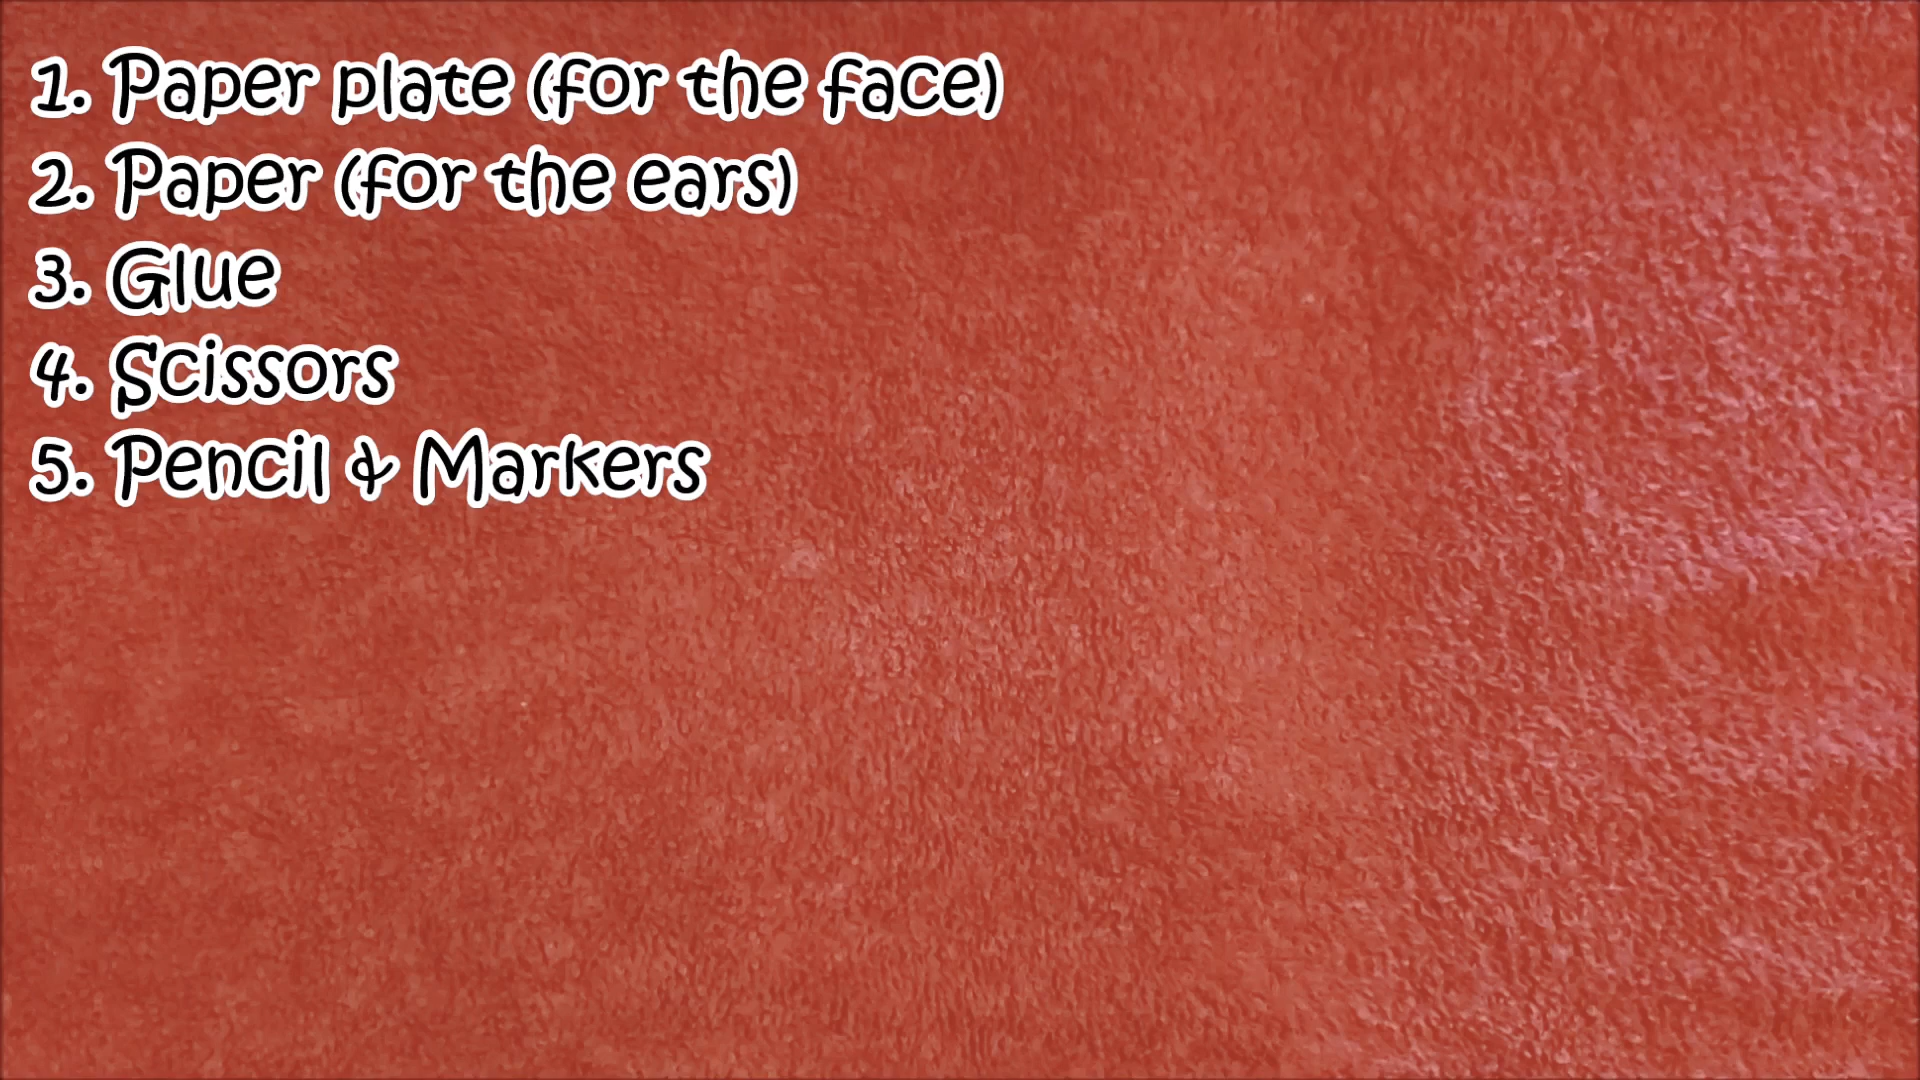 1. Paper plate (for the face)
2. Paper (for the ears)
3. Glue
4. Scissors
5. Pencil & Markers